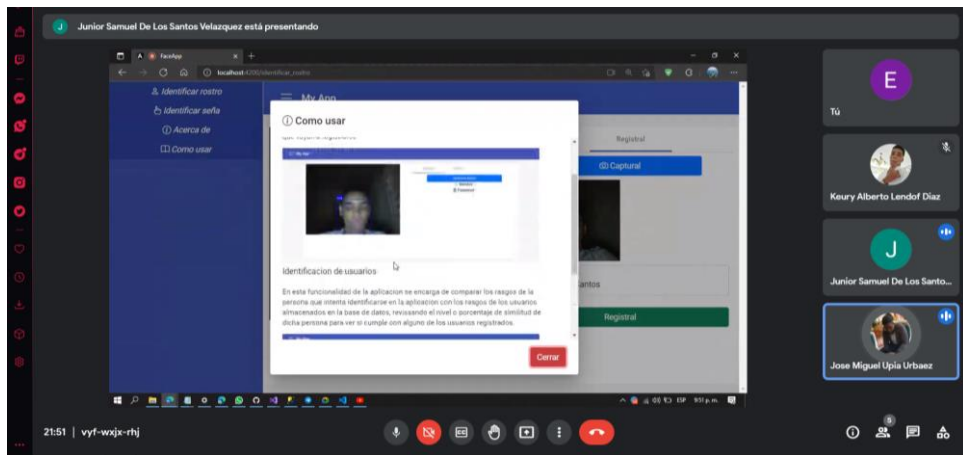 J Junior Samuel De Los Santos Velazquez está presentando
FaceApp
localhost:4200/identificar_rostro
Identificar rostro
Identificar seña
Acerca de
Como usar
My App
Como usar
Identificacion de usuarios
En esta funcionalidad de la aplicacion se encarga de comparar los rasgos de la
persona que intenta identificarse en la aplicacion con los rasgos de los usuarios
almacenados en la base de datos, revisando el nivel o porcentaje de similitud de
dicha persona para ver si cumple con alguno de los usuarios registrados.
Cerrar
Registral
Captural
antos
Registral
ESP 9:51 p. m.
E
Tú
Keury Alberto Lendof Diaz
J
Junior Samuel De Los Santo...
Jose Miguel Upia Urbaez
21:51 | vyf-wxjx-rhj
5